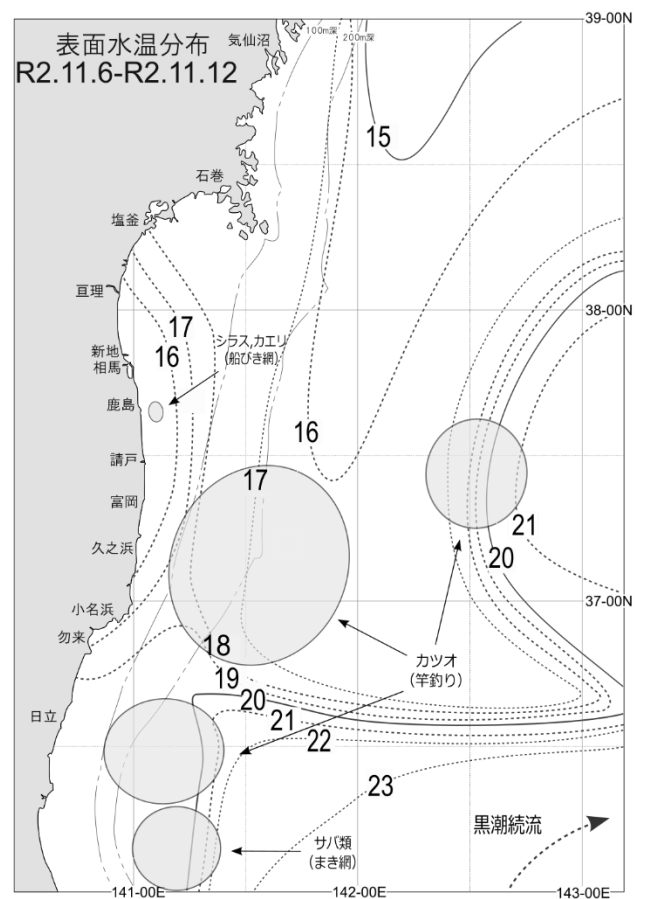 39-00N
表面水温分布
気仙沼
100m深
200m深
R2.11.6-R2.11.12
15
石巻
塩釜
亘理
38-00N
17
シラス,カエリ
(船びき網)
新地
16
相馬
鹿島
16
請戸
17
富岡
21
久之浜
20
37-00N
小名浜
勿来
18
カツオ
(竿釣り)
19
20
日立
21
22
23
黒潮続流
サバ類
(まき網)
141-00E
142-00E
143-00E